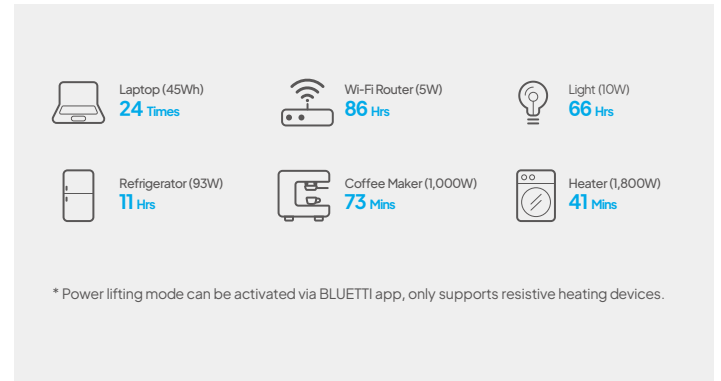 Laptop (45Wh)
24 Times
Wi-Fi Router (5W)
86 Hrs
Light (10W)
66 Hrs
Refrigerator (93W)
11 Hrs
Coffee Maker (1,000W)
73 Mins
Heater (1,800W)
41 Mins
* Power lifting mode can be activated via BLUETTI app, only supports resistive heating devices.